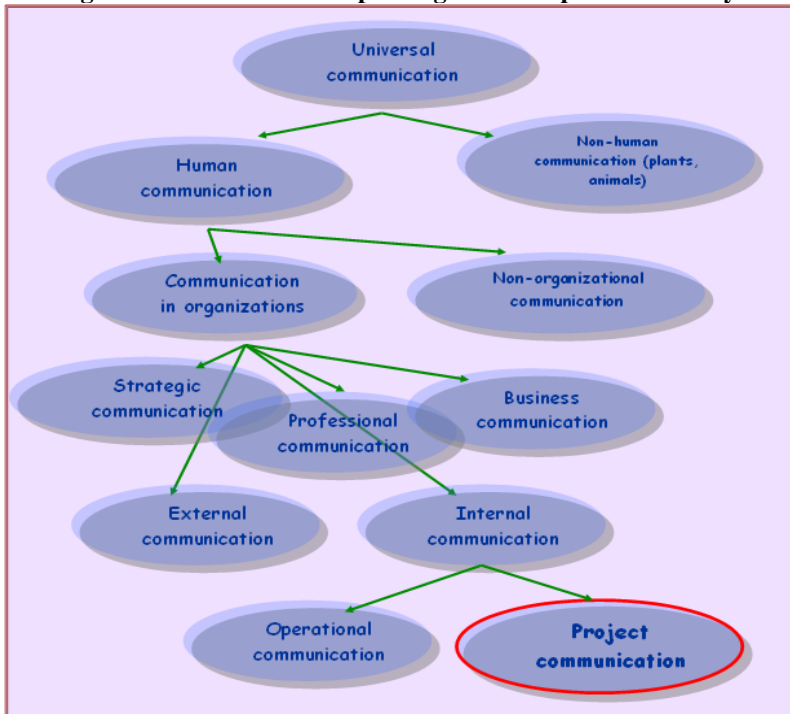 Universal
communication
Human
communication
Non-human
communication (plants,
animals)
Communication
in organizations
Non-organizational
communication
Strategic
communication
Professional
communication
Business
communication
External
communication
Internal
communication
Operational
communication
Project
communication